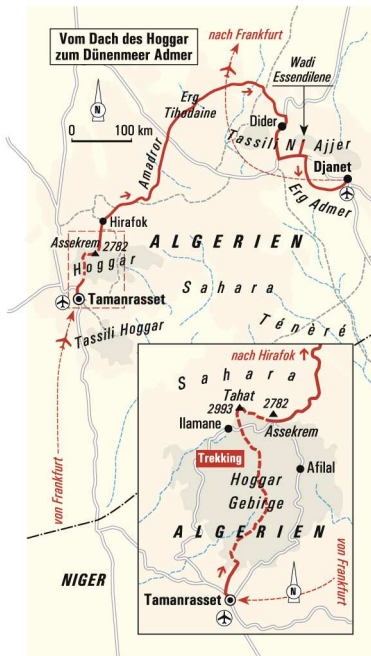 Vom Dach des Hoggar
zum Dünenmeer Admer
nach Frankfurt
Wadi
Essendilene
N
0 100 km
Erg
Tihodaine
Dider
Tassili N'Ajjer
Djanet
Erg Admer
Amadror
Hirafok
Assekrem 2782
Hoggar
ALGERIEN
Sahara
Tamanrasset
Tassili Hoggar
Ténéré
von Frankfurt
NIGER
nach Hirafok
Sahara
Tahat
2993
2782
Ilamane
Assekrem
Trekking
Afilal
Hoggar
Gebirge
ALGERIEN
von Frankfurt
N
Tamanrasset